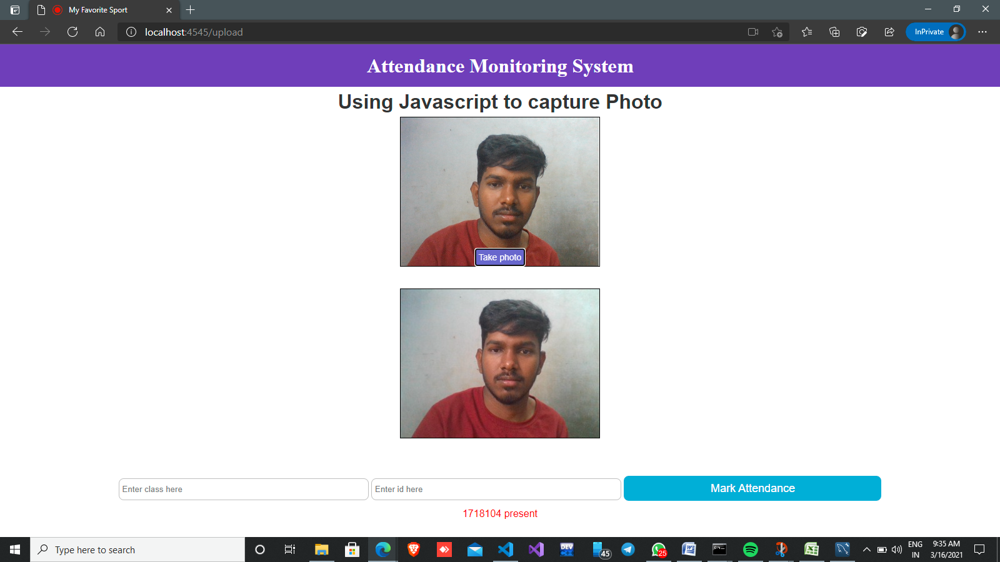 My Favorite Sport
localhost:4545/upload
InPrivate
Attendance Monitoring System
Using Javascript to capture Photo
Take photo
Enter class here
Enter id here
Mark Attendance
1718104 present
Type here to search
DEV
45
25
ENG
IN
9:35 AM
3/16/2021